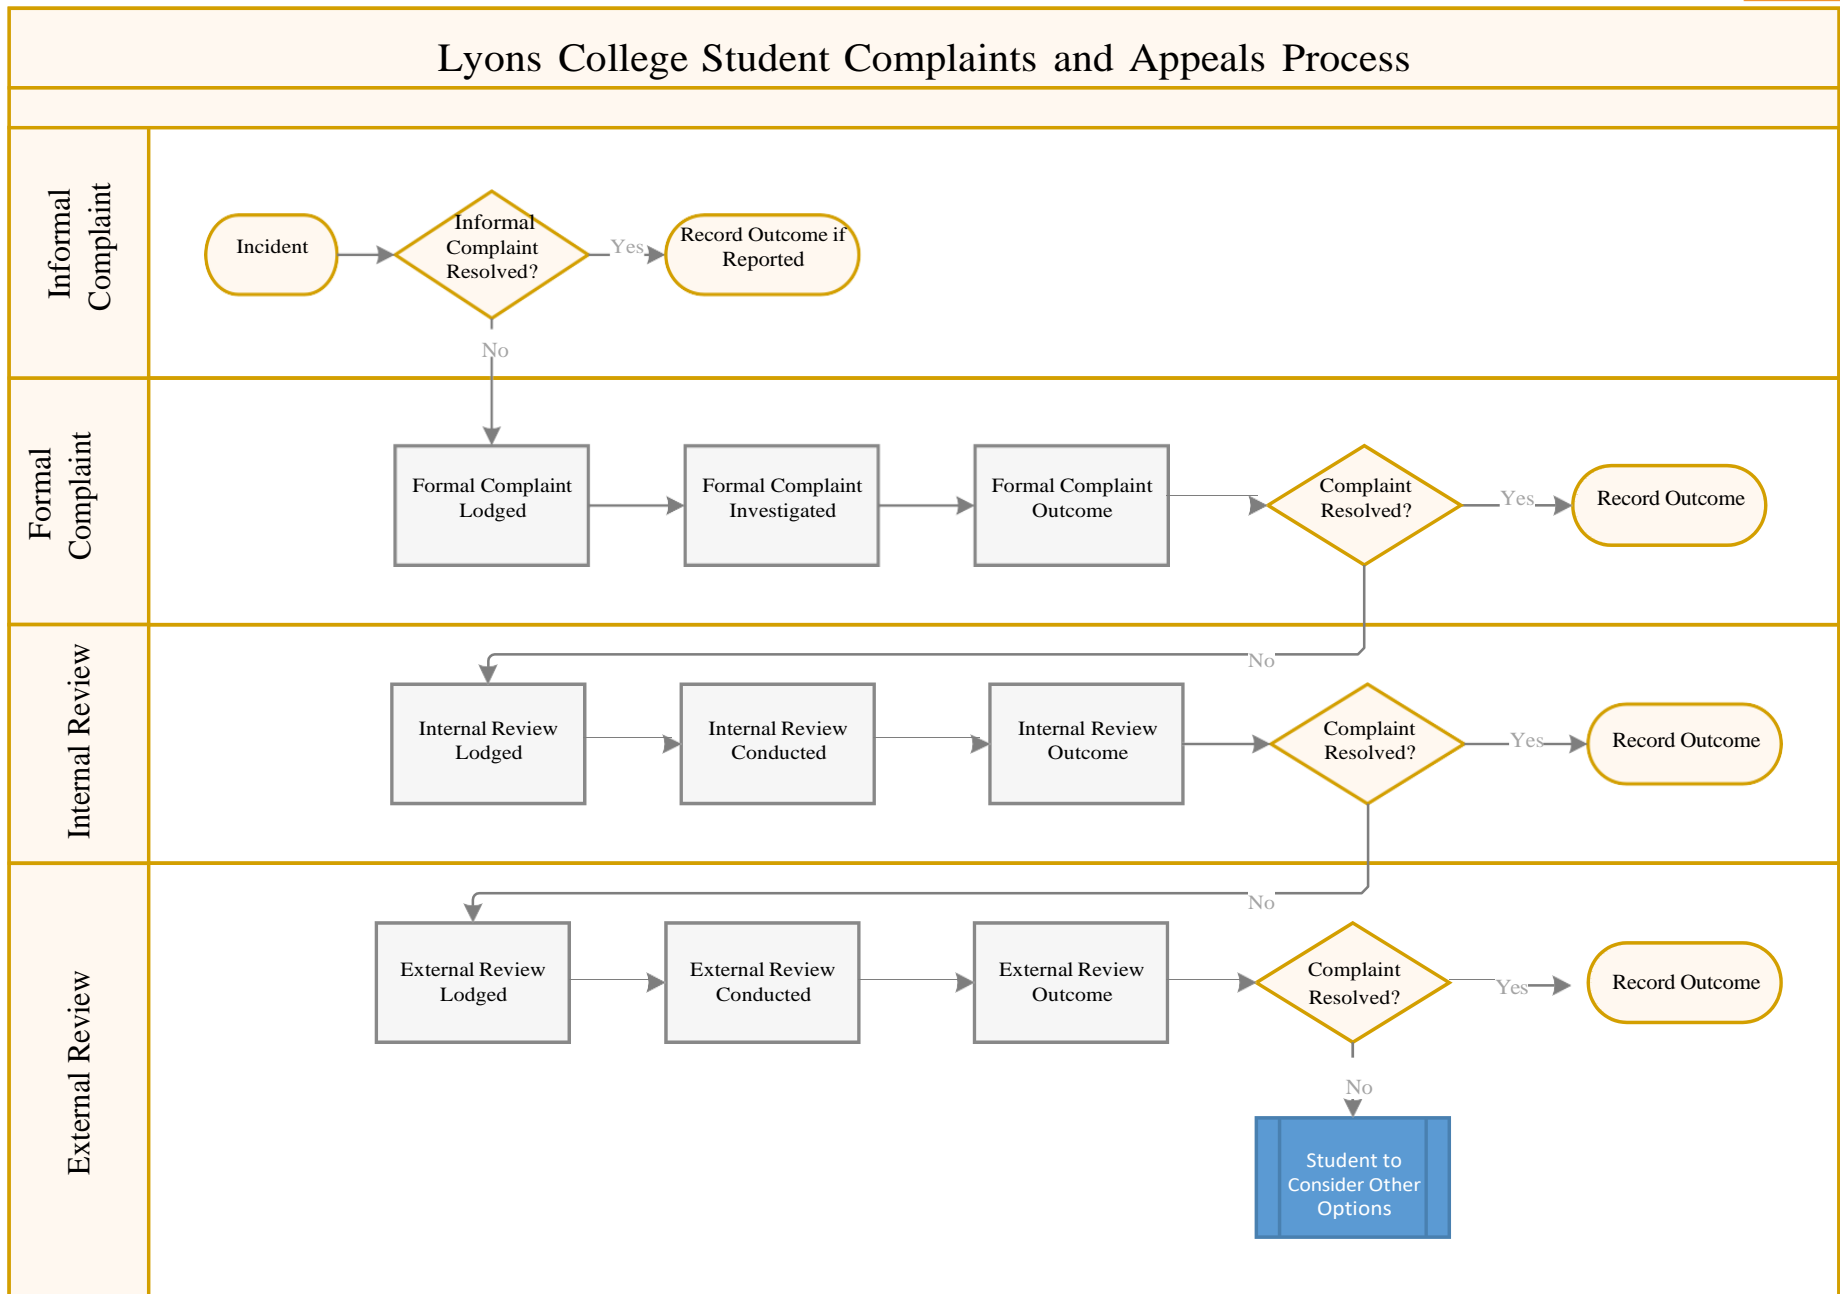 Lyons College Student Complaints and Appeals Process
Informal
Complaint
Incident
Informal
Complaint
Resolved?
Yes
Record Outcome if
Reported
No
Formal
Complaint
Formal Complaint
Lodged
Formal Complaint
Investigated
Formal Complaint
Outcome
Complaint
Resolved?
Yes
Record Outcome
No
Internal Review
Internal Review
Lodged
Internal Review
Conducted
Internal Review
Outcome
Complaint
Resolved?
Yes
Record Outcome
No
External Review
External Review
Lodged
External Review
Conducted
External Review
Outcome
Complaint
Resolved?
Yes
Record Outcome
No
Student to
Consider Other
Options